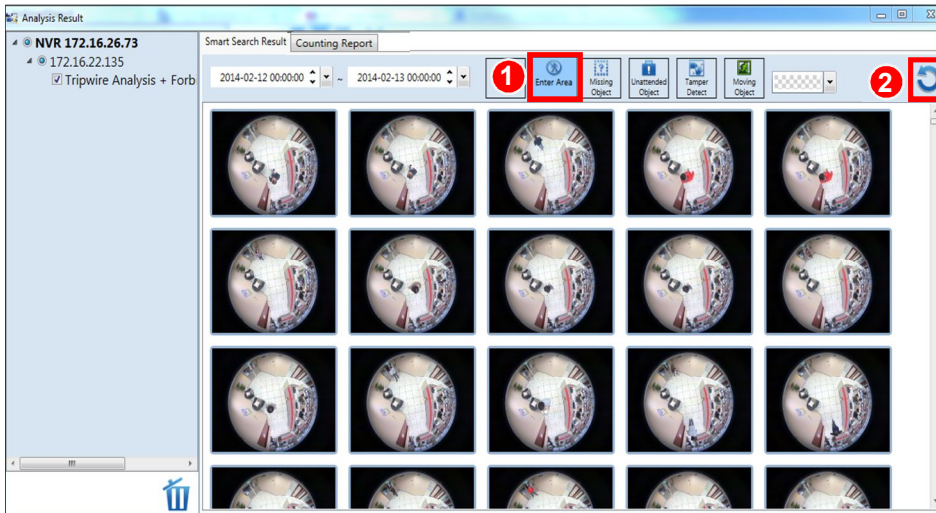 Analysis Result
NVR 172.16.26.73
172.16.22.135
Tripwire Analysis + Forb
Smart Search Result
Counting Report
2014-02-12 00:00:00 ~ 2014-02-13 00:00:00
1
Enter Area
Missing Object
Unattended Object
Tamper Detect
Moving Object
2